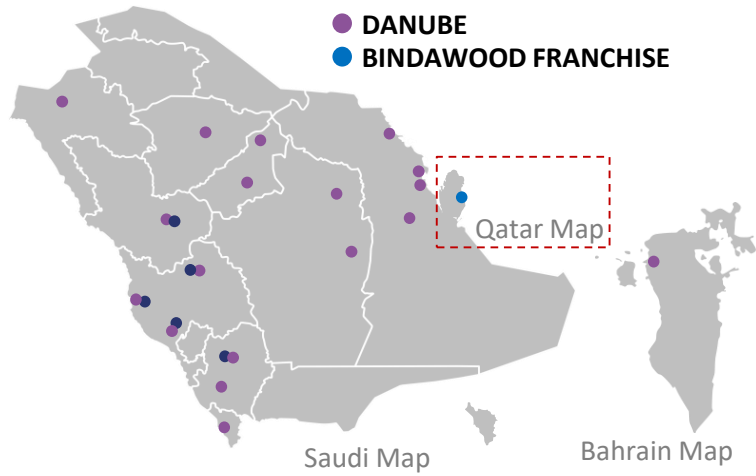 DANUBE
BINDAWOOD FRANCHISE
Qatar Map
Saudi Map
Bahrain Map